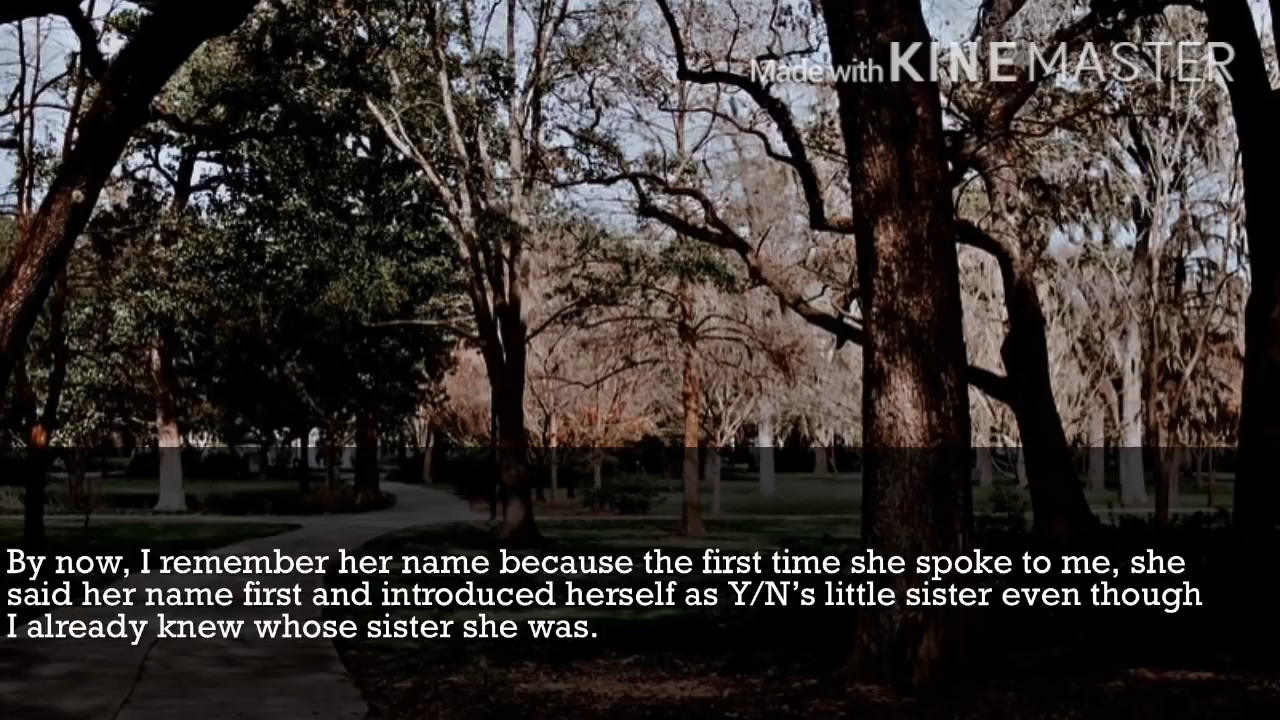 Made with KINEMASTER
By now, I remember her name because the first time she spoke to me, she
said her name first and introduced herself as Y/N’s little sister even though
I already knew whose sister she was.